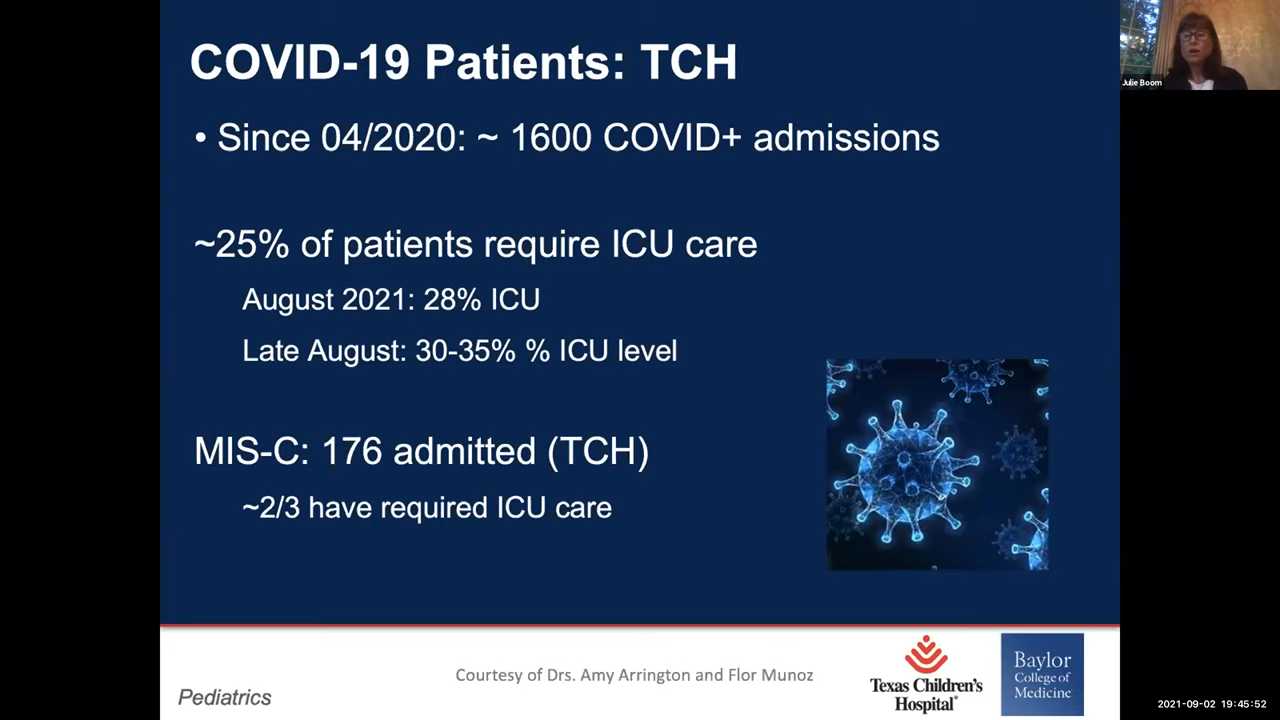 COVID-19 Patients: TCH
• Since 04/2020: ~ 1600 COVID+ admissions
~25% of patients require ICU care
August 2021: 28% ICU
Late August: 30-35% % ICU level
MIS-C: 176 admitted (TCH)
~2/3 have required ICU care
Courtesy of Drs. Amy Arrington and Flor Munoz
Pediatrics
Texas Children's
Hospital®
Baylor
College of
Medicine
Julie Boom
2021-09-02 19:45:52